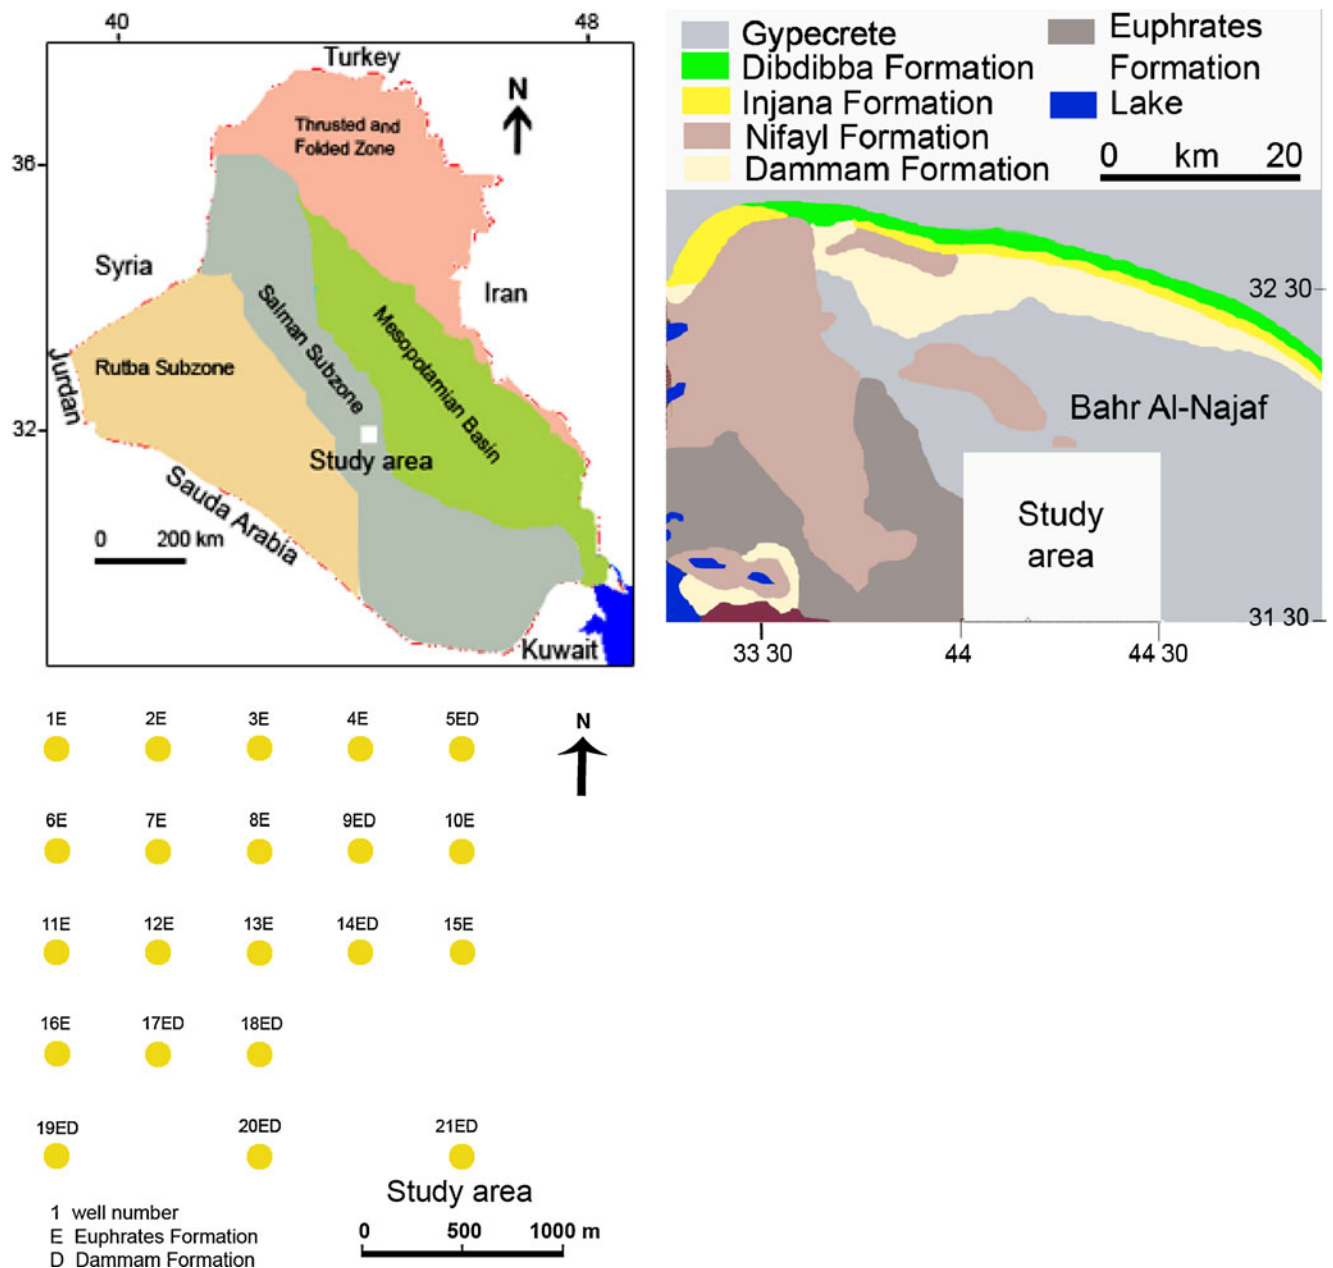 40
48
Turkey
N
Thrusted and
Folded Zone
36
Syria
Iran
Salman Subzone
Mesopotamian Basin
Jurdan
Rutba Subzone
32
Study area
Sauda Arabia
0 200 km
Kuwait
Gypecrete
Dibdibba Formation
Injana Formation
Nifayl Formation
Dammam Formation
Euphrates
Formation
Lake
0 km 20
32 30
Bahr Al-Najaf
Study
area
31 30
33 30 44 44 30
1E 2E 3E 4E 5ED
N
6E 7E 8E 9ED 10E
11E 12E 13E 14ED 15E
16E 17ED 18ED
19ED 20ED 21ED
Study area
1 well number
E Euphrates Formation
D Dammam Formation
0 500 1000 m